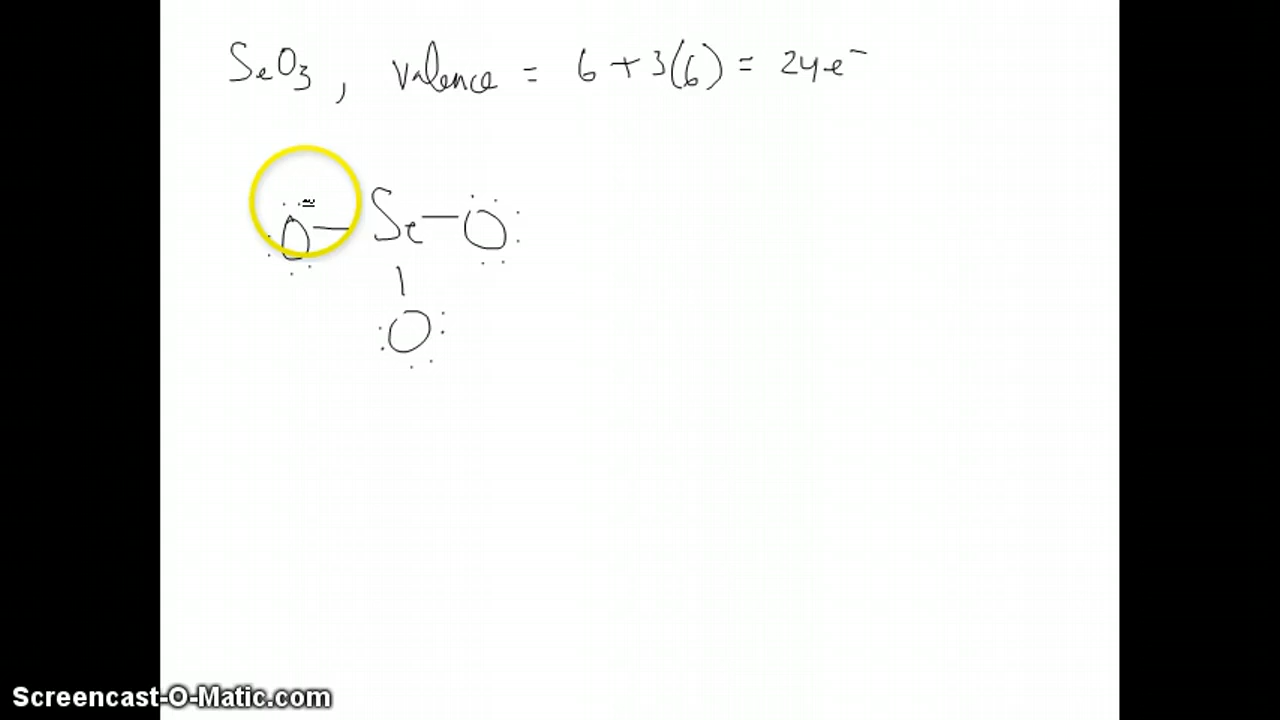 SeO3, valence = 6 + 3(6) = 24e⁻
O — Se — O
|
O
Screencast-O-Matic.com